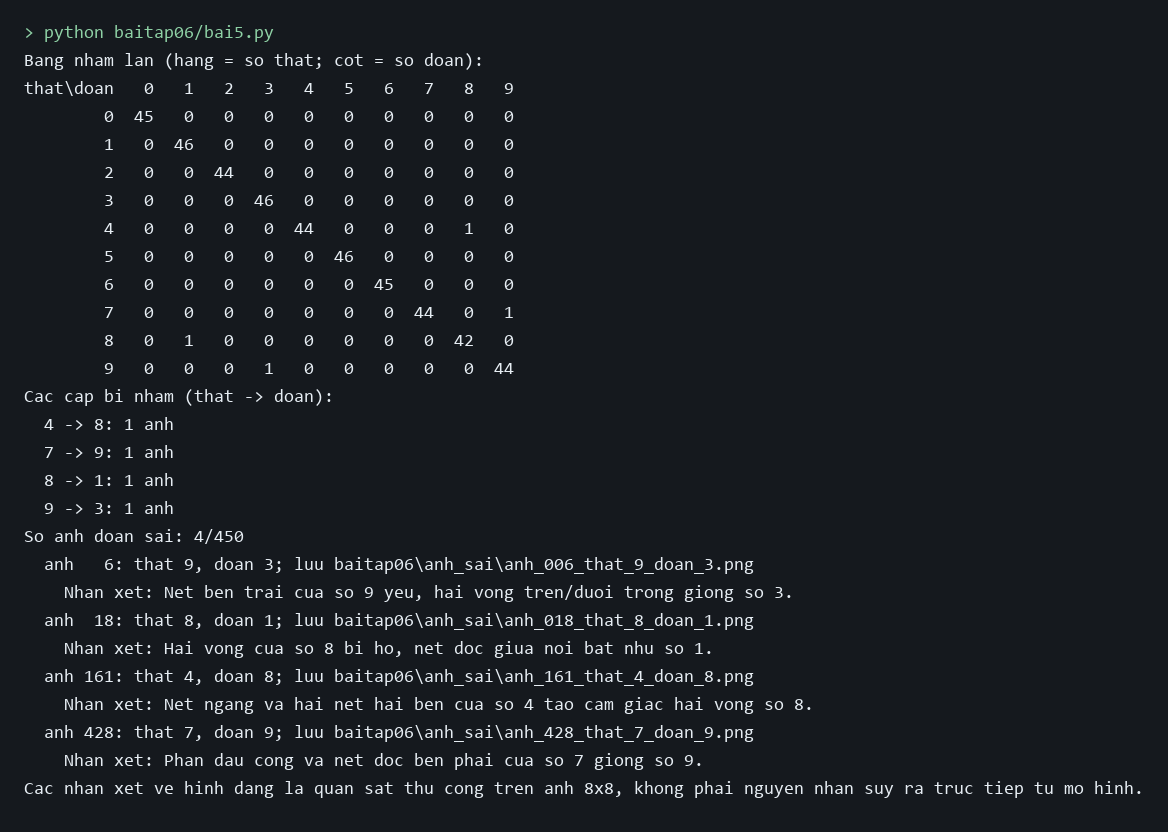 > python baitap06/bai5.py
Bang nham lan (hang = so that; cot = so doan):
that\doan   0   1   2   3   4   5   6   7   8   9
        0  45   0   0   0   0   0   0   0   0   0
        1   0  46   0   0   0   0   0   0   0   0
        2   0   0  44   0   0   0   0   0   0   0
        3   0   0   0  46   0   0   0   0   0   0
        4   0   0   0   0  44   0   0   0   1   0
        5   0   0   0   0   0  46   0   0   0   0
        6   0   0   0   0   0   0  45   0   0   0
        7   0   0   0   0   0   0   0  44   0   1
        8   0   1   0   0   0   0   0   0  42   0
        9   0   0   0   1   0   0   0   0   0  44
Cac cap bi nham (that -> doan):
  4 -> 8: 1 anh
  7 -> 9: 1 anh
  8 -> 1: 1 anh
  9 -> 3: 1 anh
So anh doan sai: 4/450
  anh   6: that 9, doan 3; luu baitap06\anh_sai\anh_006_that_9_doan_3.png
    Nhan xet: Net ben trai cua so 9 yeu, hai vong tren/duoi trong giong so 3.
  anh  18: that 8, doan 1; luu baitap06\anh_sai\anh_018_that_8_doan_1.png
    Nhan xet: Hai vong cua so 8 bi ho, net doc giua noi bat nhu so 1.
  anh 161: that 4, doan 8; luu baitap06\anh_sai\anh_161_that_4_doan_8.png
    Nhan xet: Net ngang va hai net hai ben cua so 4 tao cam giac hai vong so 8.
  anh 428: that 7, doan 9; luu baitap06\anh_sai\anh_428_that_7_doan_9.png
    Nhan xet: Phan dau cong va net doc ben phai cua so 7 giong so 9.
Cac nhan xet ve hinh dang la quan sat thu cong tren anh 8x8, khong phai nguyen nhan suy ra truc tiep tu mo hinh.